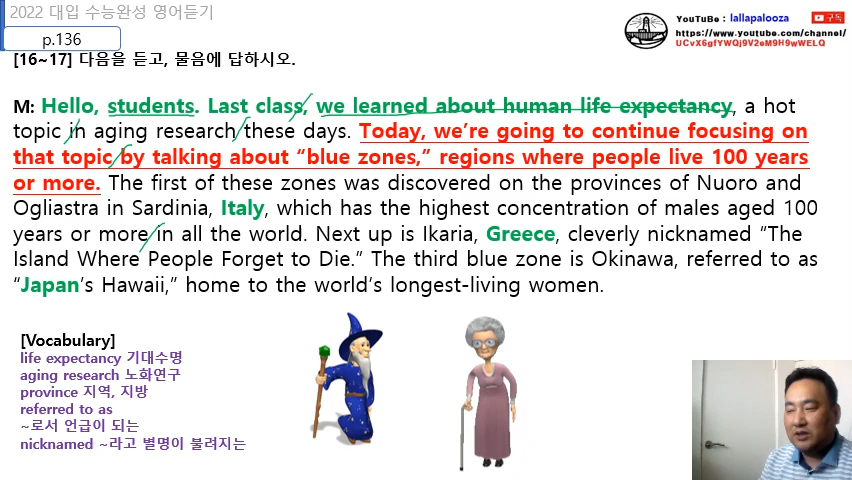 2022 대입 수능완성 영어듣기
p.136
YouTuBe : lallapalooza
구독
https://www.youtube.com/channel/
UCvX6gfYWQj9V2eM9H9wWELQ
[16~17] 다음을 듣고, 물음에 답하시오.
M: Hello, students. Last class, we learned about human life expectancy, a hot
topic in aging research these days. Today, we’re going to continue focusing on
that topic by talking about “blue zones,” regions where people live 100 years
or more. The first of these zones was discovered on the provinces of Nuoro and
Ogliastra in Sardinia, Italy, which has the highest concentration of males aged 100
years or more in all the world. Next up is Ikaria, Greece, cleverly nicknamed “The
Island Where People Forget to Die.” The third blue zone is Okinawa, referred to as
“Japan’s Hawaii,” home to the world’s longest-living women.
[Vocabulary]
life expectancy 기대수명
aging research 노화연구
province 지역, 지방
referred to as
~로서 언급이 되는
nicknamed ~라고 별명이 불려지는